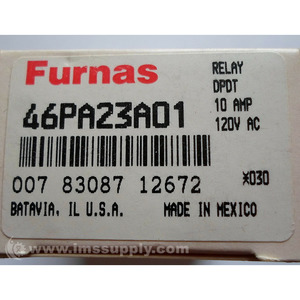 Furnas
RELAY
DPDT
10 AMP
120V AC
46PA23A01
007 83087 12672
*030
BATAVIA, IL U.S.A.
MADE IN MEXICO
www.imssupply.com